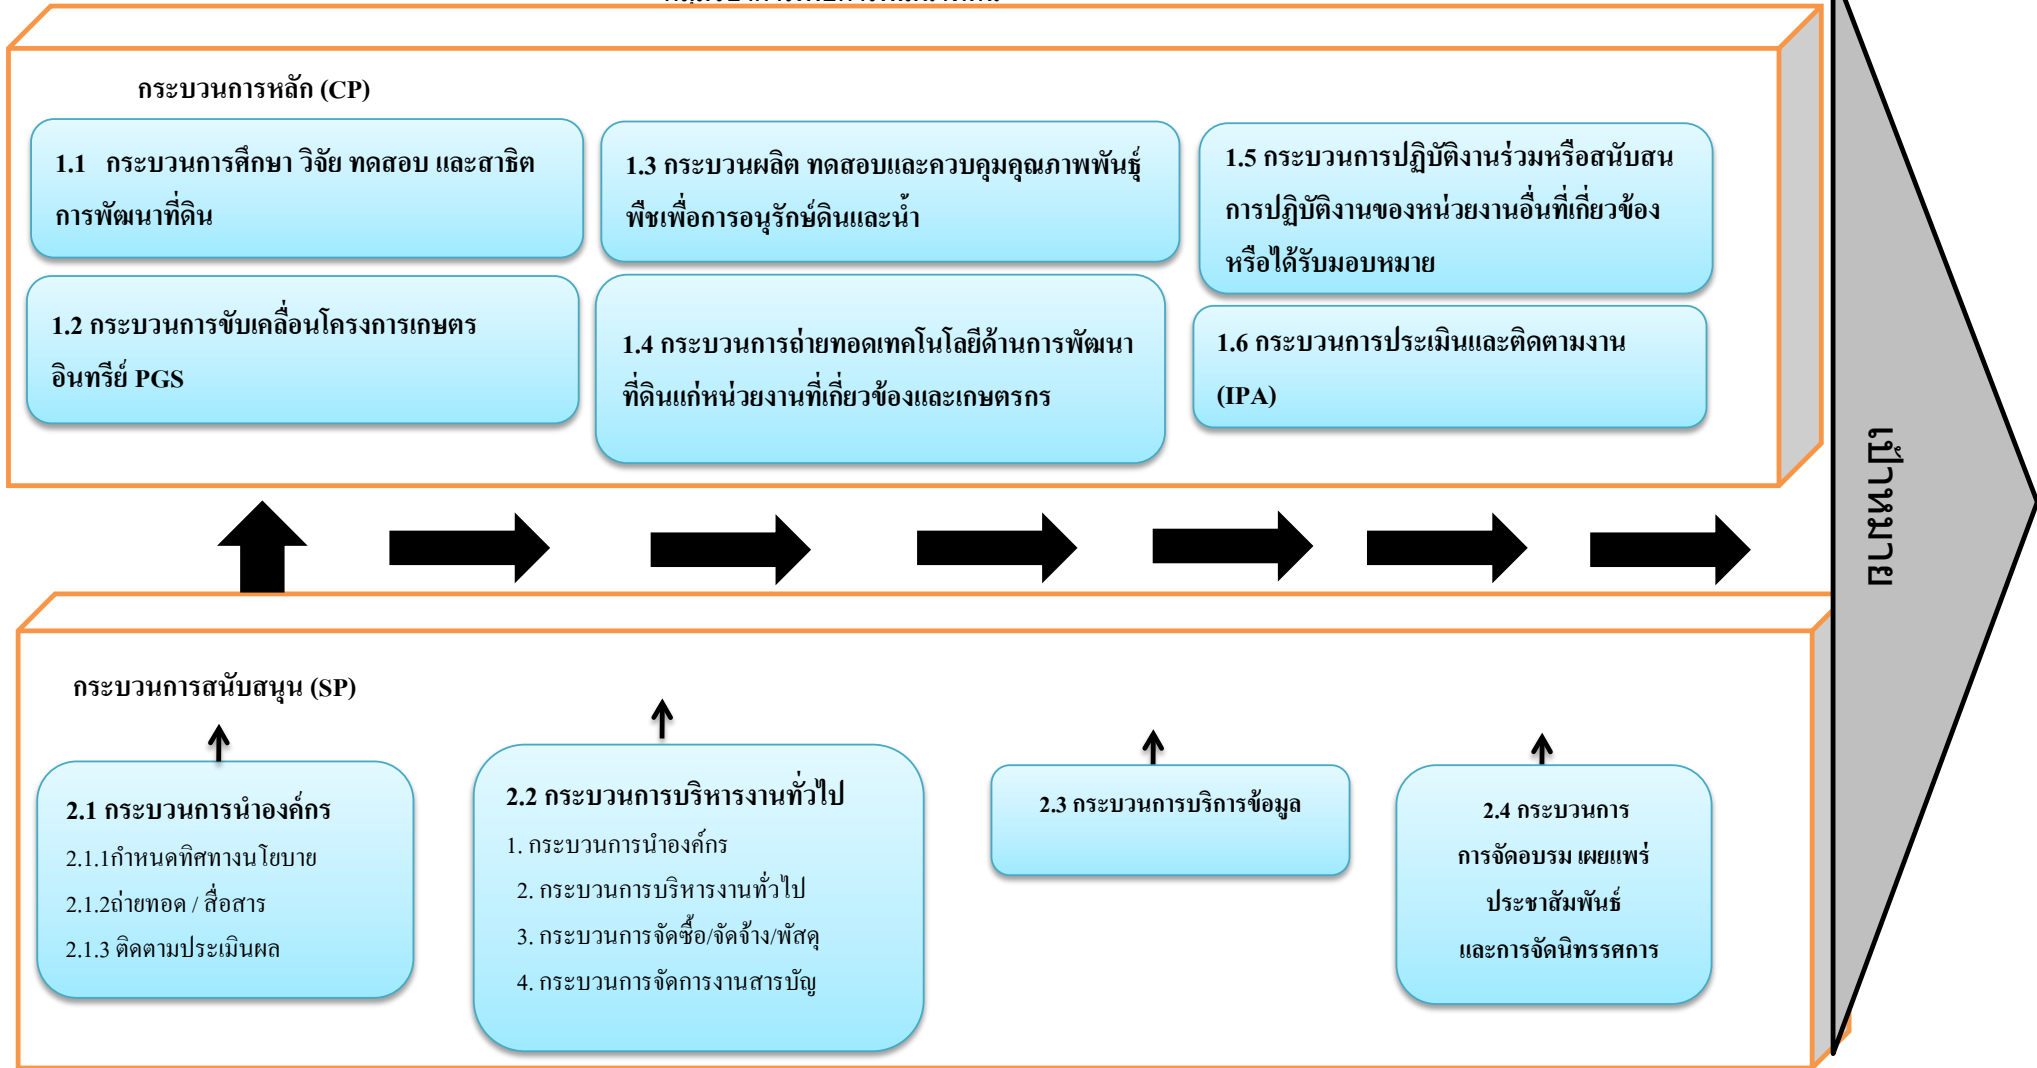 กระบวนการหลัก (CP)
1.1 กระบวนการศึกษา วิจัย ทดสอบ และสาธิต
การพัฒนาที่ดิน
1.2 กระบวนการขับเคลื่อนโครงการเกษตร
อินทรีย์ PGS
1.3 กระบวนผลิต ทดสอบและควบคุมคุณภาพพันธุ์
พืชเพื่อการอนุรักษ์ดินและน้ำ
1.4 กระบวนการถ่ายทอดเทคโนโลยีด้านการพัฒนา
ที่ดินแก่หน่วยงานที่เกี่ยวข้องและเกษตรกร
1.5 กระบวนการปฏิบัติงานร่วมหรือสนับสน
การปฏิบัติงานของหน่วยงานอื่นที่เกี่ยวข้อง
หรือได้รับมอบหมาย
1.6 กระบวนการประเมินและติดตามงาน
(IPA)
เป้าหมาย
กระบวนการสนับสนุน (SP)
2.1 กระบวนการนำองค์กร
2.1.1กำหนดทิศทางนโยบาย
2.1.2ถ่ายทอด / สื่อสาร
2.1.3 ติดตามประเมินผล
2.2 กระบวนการบริหารงานทั่วไป
1. กระบวนการนำองค์กร
2. กระบวนการบริหารงานทั่วไป
3. กระบวนการจัดซื้อ/จัดจ้าง/พัสดุ
4. กระบวนการจัดการงานสารบัญ
2.3 กระบวนการบริการข้อมูล
2.4 กระบวนการ
การจัดอบรม เผยแพร่
ประชาสัมพันธ์
และการจัดนิทรรศการ